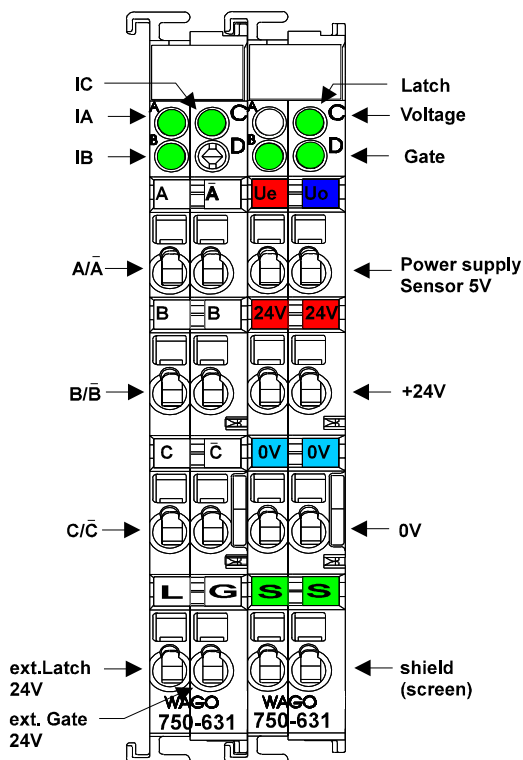 IC
Latch
IA
A
C
A
C
Voltage
IB
B
D
B
D
Gate
A
Ā
Ue
Uo
A/Ā
Power supply
Sensor 5V
B
B
24V
24V
B/B̄
+24V
C
C̄
0V
0V
C/C̄
0V
L
G
S
S
ext.Latch
24V
shield
(screen)
ext. Gate
24V
WAGO
750-631
WAGO
750-631